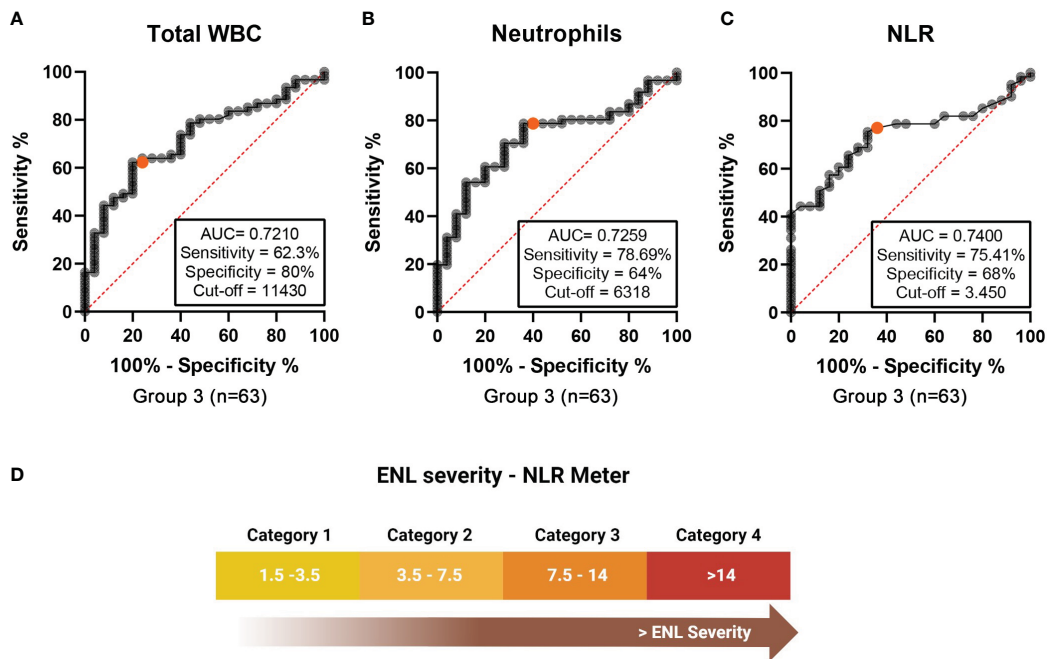 A
Total WBC
Sensitivity %
100
80
60
40
20
0
AUC= 0.7210
Sensitivity = 62.3%
Specificity = 80%
Cut-off = 11430
0 20 40 60 80 100
100% - Specificity %
Group 3 (n=63)
B
Neutrophils
Sensitivity %
100
80
60
40
20
0
AUC = 0.7259
Sensitivity = 78.69%
Specificity = 64%
Cut-off = 6318
0 20 40 60 80 100
100% - Specificity %
Group 3 (n=63)
C
NLR
Sensitivity %
100
80
60
40
20
0
AUC = 0.7400
Sensitivity = 75.41%
Specificity = 68%
Cut-off = 3.450
0 20 40 60 80 100
100% - Specificity %
Group 3 (n=63)
D
ENL severity - NLR Meter
Category 1 Category 2 Category 3 Category 4
1.5 -3.5 3.5 - 7.5 7.5 - 14 >14
> ENL Severity